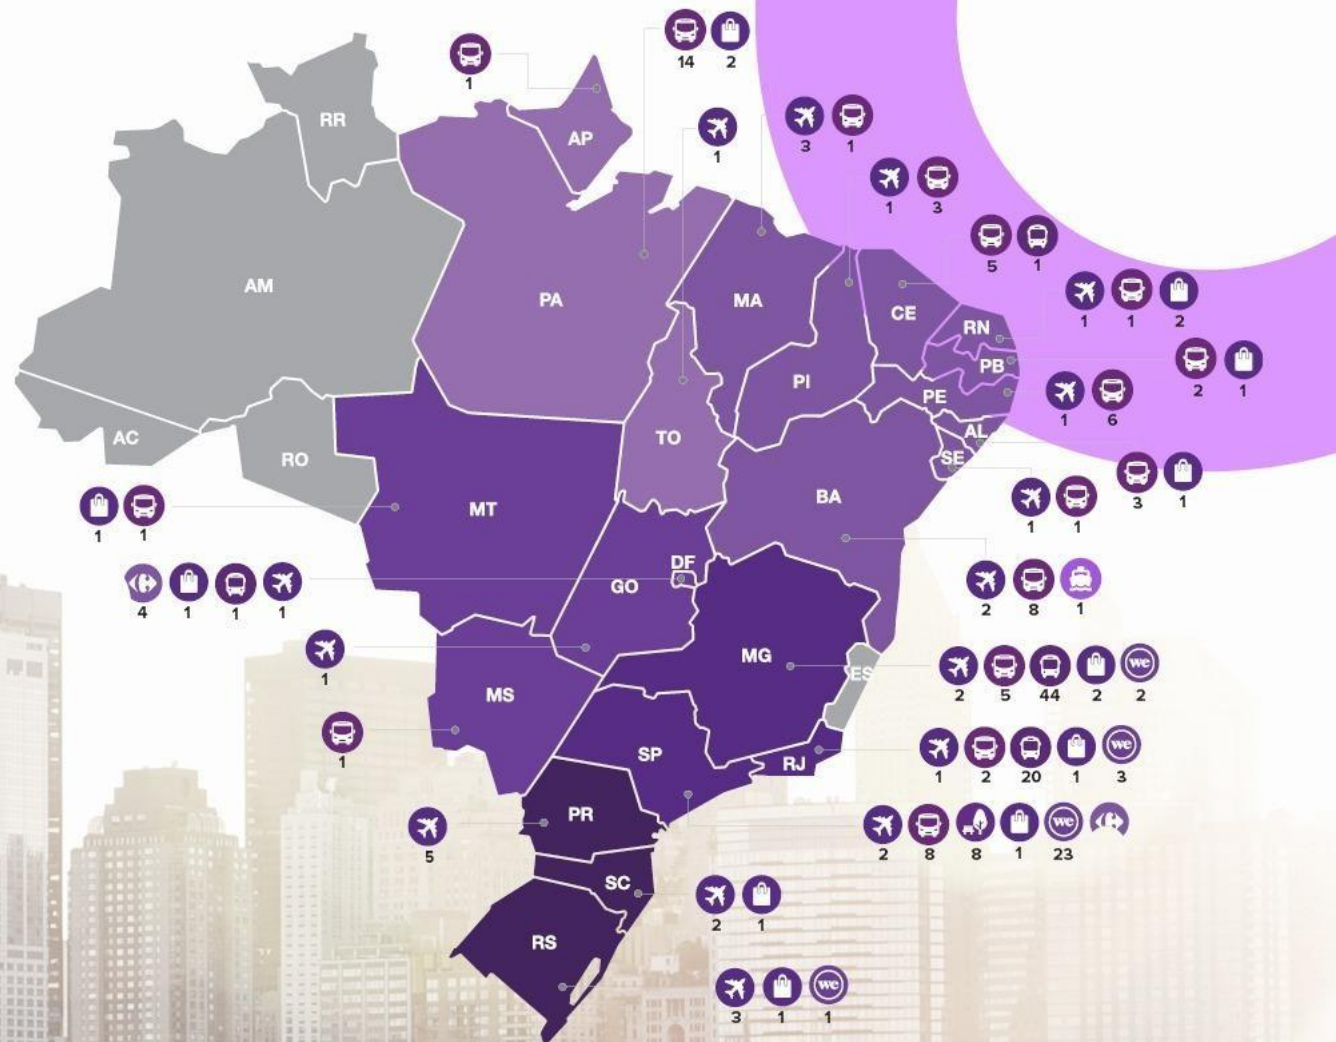 14 2
1
3 1
1
RR
AP
1 3
5 1
AM
PA
MA
CE
RN
1 1 2
PB
2 1
PI
PE
1 6
AC
RO
TO
AL
SE
3 1
BA
1 1
MT
1 1
DF
GO
4 1 1 1
2 8 1
MG
ES
we
2 5 44 2 2
1
MS
SP
RJ
we
1 2 20 1 3
1
PR
we
2 8 8 1 23
5
SC
2 1
RS
we
3 1 1